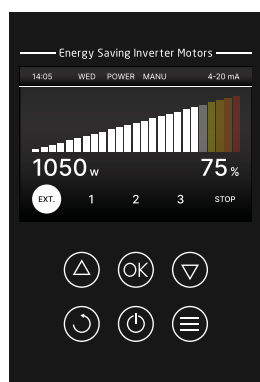 Energy Saving Inverter Motors
14:05 WED POWER MANU 4-20 mA
1050 W 75 %
EXT. 1 2 3 STOP
OK